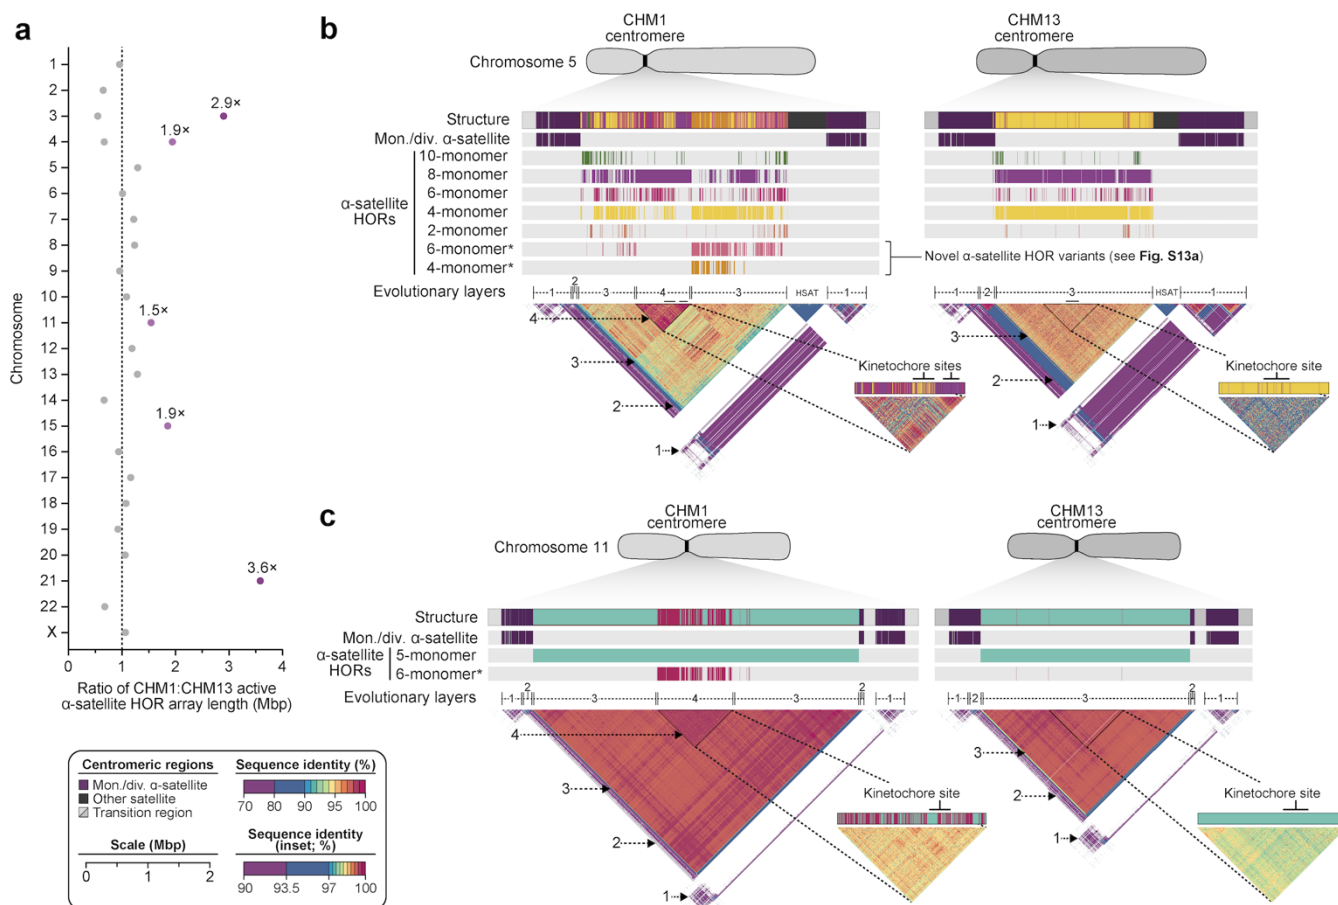 a
Chromosome
1
2
3
4
5
6
7
8
9
10
11
12
13
14
15
16
17
18
19
20
21
22
X
2.9×
1.9×
1.5×
1.9×
3.6×
0 1 2 3 4
Ratio of CHM1:CHM13 active
α-satellite HOR array length (Mbp)
Centromeric regions
Mon./div. α-satellite
Other satellite
Transition region
Scale (Mbp)
0 1 2
Sequence identity (%)
70 80 90 95 100
Sequence identity
(inset; %)
90 93.5 97 100
b
CHM1
centromere
CHM13
centromere
Chromosome 5
Structure
Mon./div. α-satellite
α-satellite
HORs
10-monomer
8-monomer
6-monomer
4-monomer
2-monomer
6-monomer*
4-monomer*
Novel α-satellite HOR variants (see Fig. S13a)
Evolutionary layers
1 2 3 4 3 HSAT 1
1 2 3 HSAT 1
4
3
2
1
Kinetochore sites
3
2
1
Kinetochore site
c
CHM1
centromere
CHM13
centromere
Chromosome 11
Structure
Mon./div. α-satellite
α-satellite
HORs
5-monomer
6-monomer*
Evolutionary layers
1 2 3 4 3 2 1
1 2 3 2 1
4
3
2
1
Kinetochore site
3
2
1
Kinetochore site